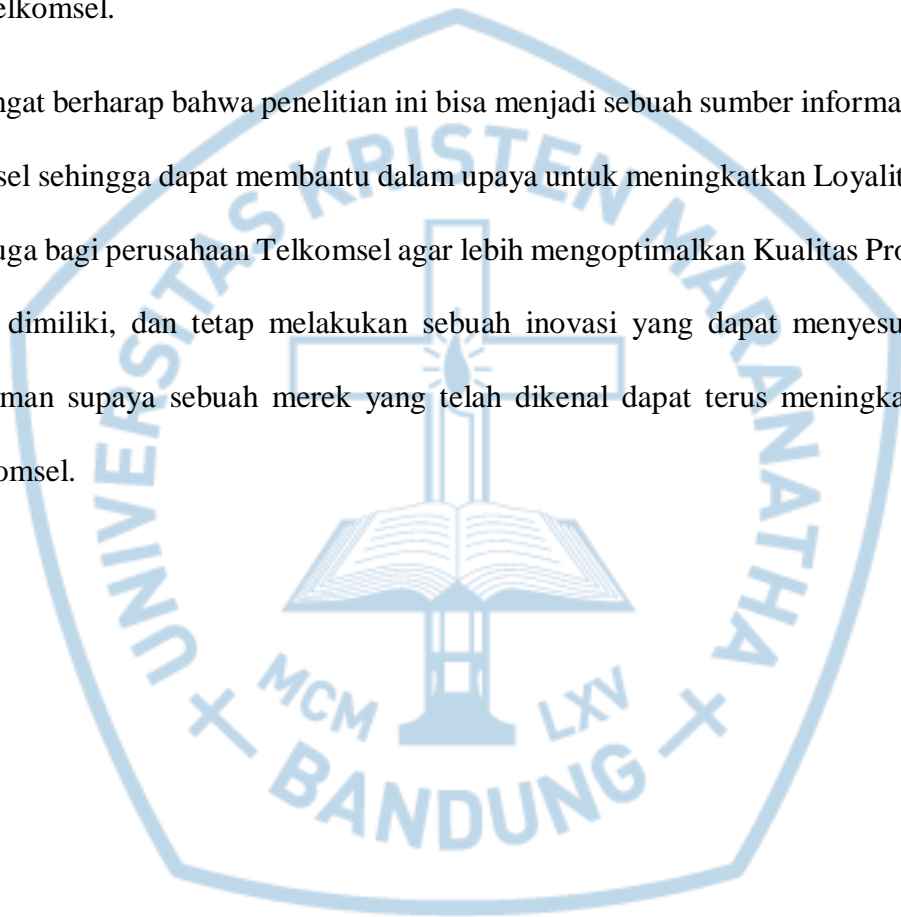 elkomsel.
ngat berharap bahwa penelitian ini bisa menjadi sebuah sumber informa
sel sehingga dapat membantu dalam upaya untuk meningkatkan Loyalit
uga bagi perusahaan Telkomsel agar lebih mengoptimalkan Kualitas Pro
dimiliki, dan tetap melakukan sebuah inovasi yang dapat menyesu
man supaya sebuah merek yang telah dikenal dapat terus meningka
omsel.
UNIVERSITAS KRISTEN MARANATHA
MCM LXV
BANDUNG